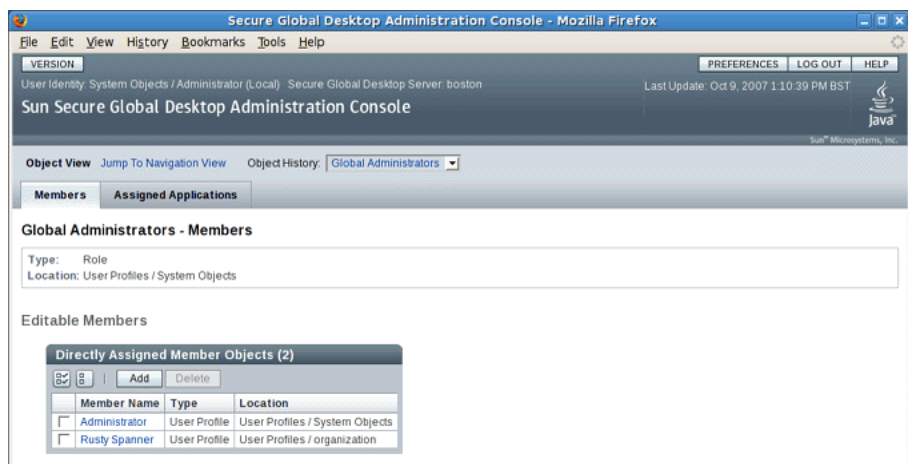 Secure Global Desktop Administration Console - Mozilla Firefox
File Edit View History Bookmarks Tools Help
VERSION PREFERENCES LOG OUT HELP
User Identity: System Objects / Administrator (Local) Secure Global Desktop Server: boston Last Update: Oct 9, 2007 1:10:39 PM BST
Sun Secure Global Desktop Administration Console
Java
Sun™ Microsystems, Inc.
Object View Jump To Navigation View Object History: Global Administrators
Members Assigned Applications
Global Administrators - Members
Type: Role
Location: User Profiles / System Objects
Editable Members
Directly Assigned Member Objects (2)
Add Delete
Member Name Type Location
Administrator User Profile User Profiles / System Objects
Rusty Spanner User Profile User Profiles / organization